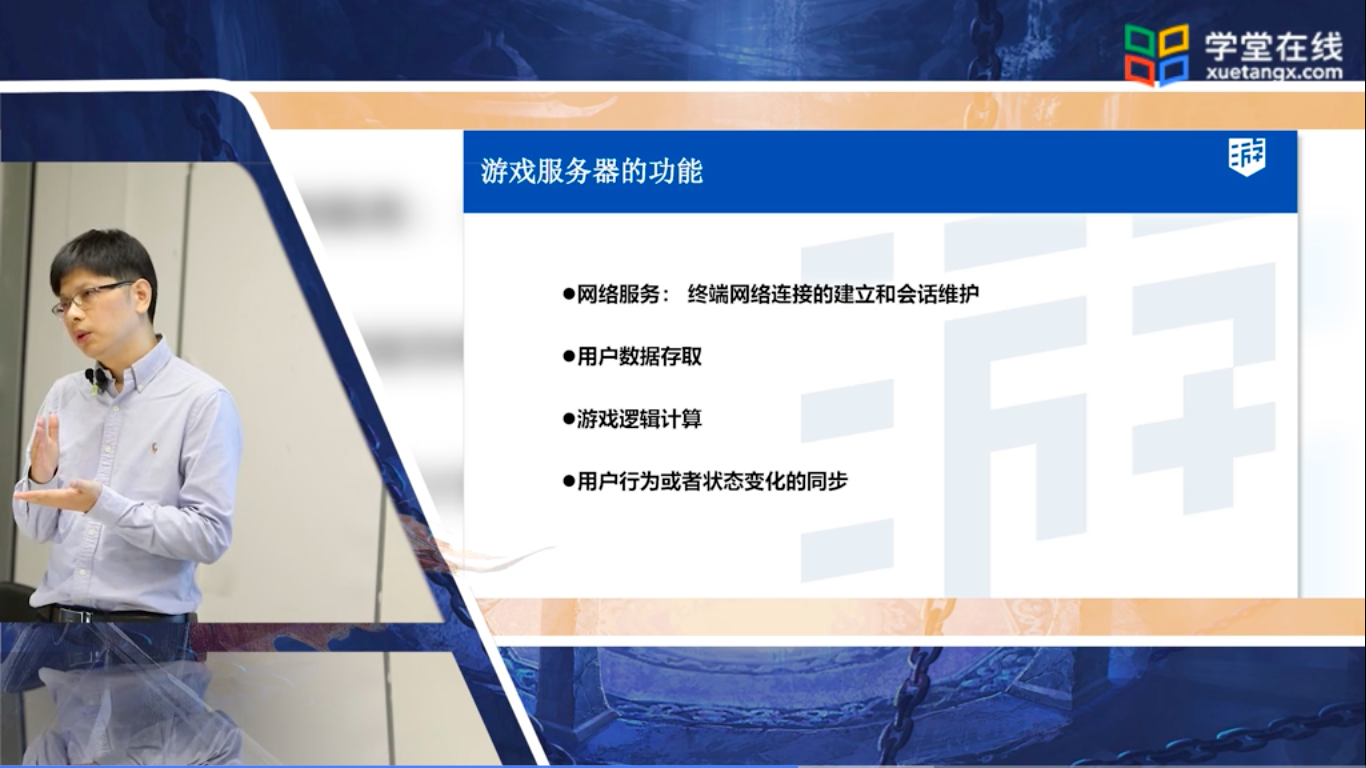 学堂在线
xuetangx.com
游戏服务器的功能
游
●网络服务： 终端网络连接的建立和会话维护
●用户数据存取
●游戏逻辑计算
●用户行为或者状态变化的同步